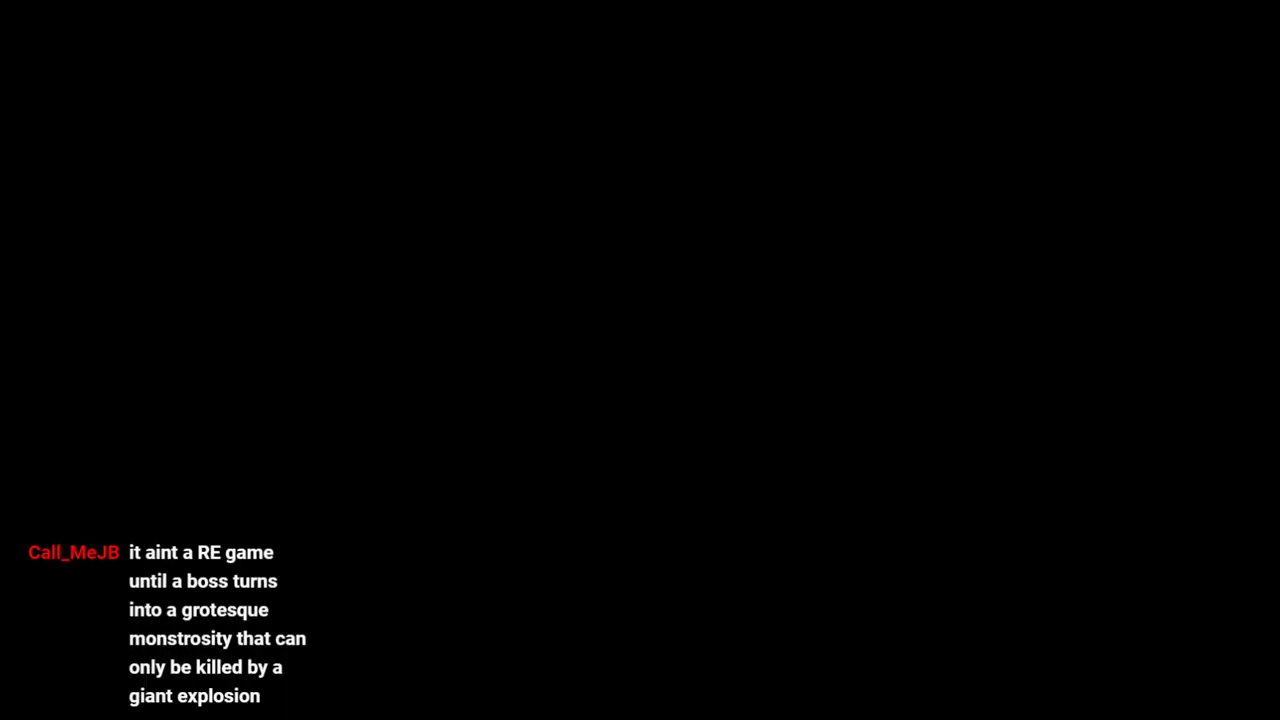 Call_MeJB it aint a RE game
until a boss turns
into a grotesque
monstrosity that can
only be killed by a
giant explosion